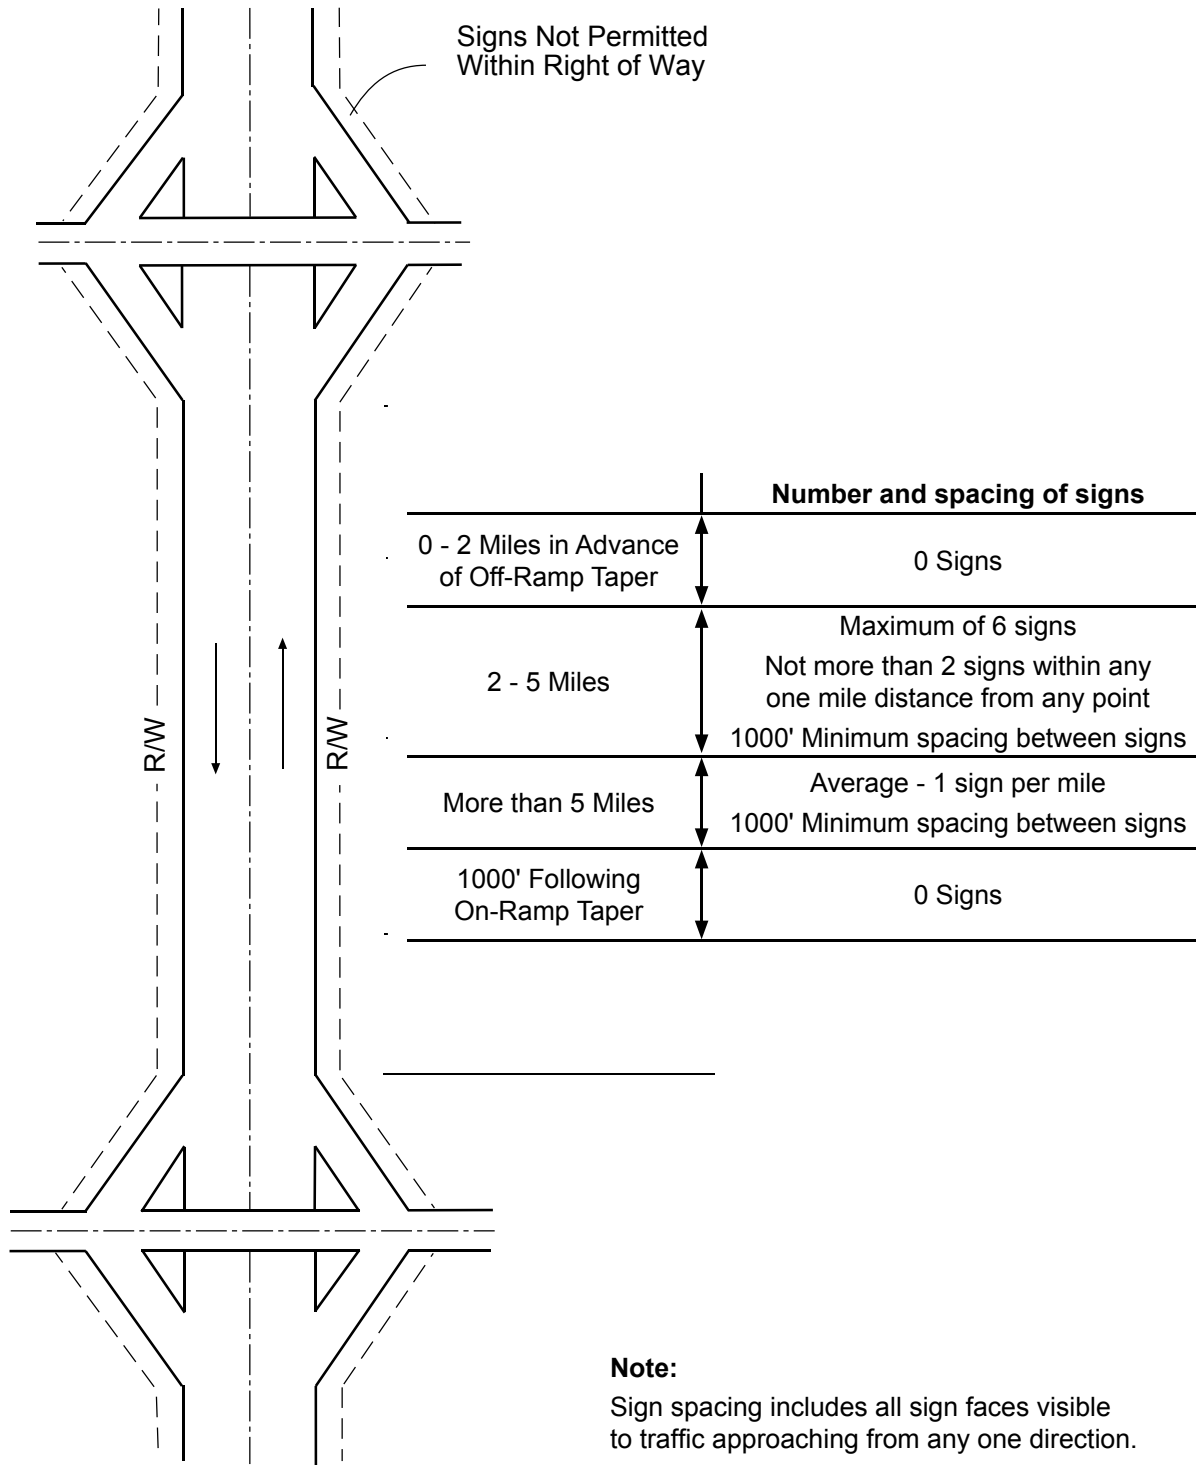 Signs Not Permitted
Within Right of Way
Number and spacing of signs
0 - 2 Miles in Advance
of Off-Ramp Taper
0 Signs
2 - 5 Miles
Maximum of 6 signs
Not more than 2 signs within any
one mile distance from any point
1000' Minimum spacing between signs
More than 5 Miles
Average - 1 sign per mile
1000' Minimum spacing between signs
1000' Following
On-Ramp Taper
0 Signs
R/W
R/W
Note:
Sign spacing includes all sign faces visible
to traffic approaching from any one direction.